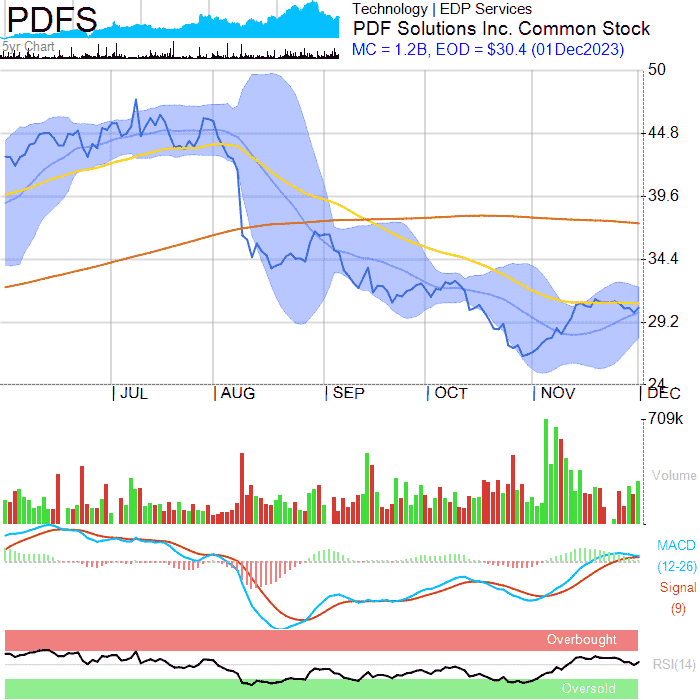 PDFS
Technology | EDP Services
PDF Solutions Inc. Common Stock
5yr Chart
MC = 1.2B, EOD = $30.4 (01Dec2023)
50
44.8
39.6
34.4
29.2
24
JUL
AUG
SEP
OCT
NOV
DEC
709k
Volume
MACD
(12-26)
Signal
(9)
Overbought
RSI(14)
Oversold